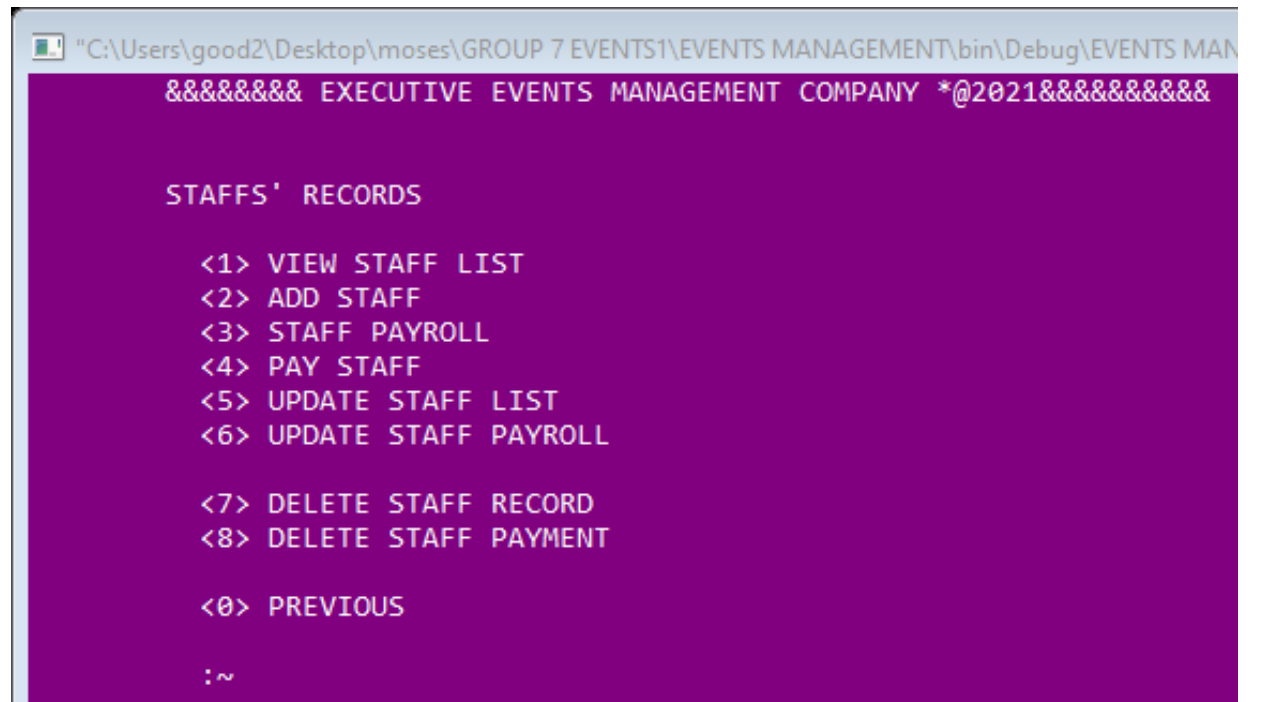 "C:\Users\good2\Desktop\moses\GROUP 7 EVENTS1\EVENTS MANAGEMENT\bin\Debug\EVENTS MAN
&&&&&&&& EXECUTIVE EVENTS MANAGEMENT COMPANY *@2021&&&&&&&&&&
STAFFS' RECORDS
<1> VIEW STAFF LIST
<2> ADD STAFF
<3> STAFF PAYROLL
<4> PAY STAFF
<5> UPDATE STAFF LIST
<6> UPDATE STAFF PAYROLL
<7> DELETE STAFF RECORD
<8> DELETE STAFF PAYMENT
<0> PREVIOUS
:~